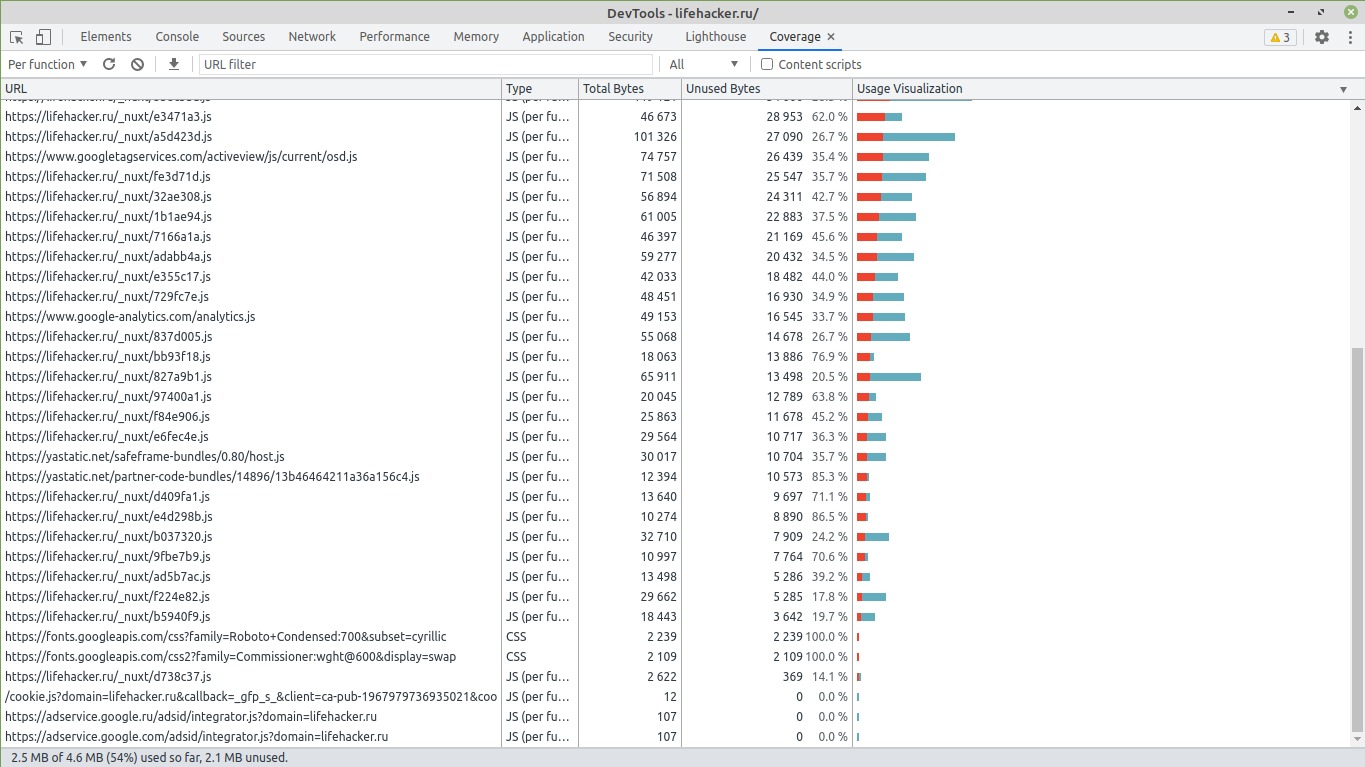 DevTools - lifehacker.ru/
Elements Console Sources Network Performance Memory Application Security Lighthouse Coverage 3
Per function URL filter All Content scripts
URL Type Total Bytes Unused Bytes Usage Visualization
https://lifehacker.ru/_nuxt/e3471a3.js JS (per fu... 46 673 28 953 62.0 %
https://lifehacker.ru/_nuxt/a5d423d.js JS (per fu... 101 326 27 090 26.7 %
https://www.googletagservices.com/activeview/js/current/osd.js JS (per fu... 74 757 26 439 35.4 %
https://lifehacker.ru/_nuxt/fe3d71d.js JS (per fu... 71 508 25 547 35.7 %
https://lifehacker.ru/_nuxt/32ae308.js JS (per fu... 56 894 24 311 42.7 %
https://lifehacker.ru/_nuxt/1b1ae94.js JS (per fu... 61 005 22 883 37.5 %
https://lifehacker.ru/_nuxt/7166a1a.js JS (per fu... 46 397 21 169 45.6 %
https://lifehacker.ru/_nuxt/adabb4a.js JS (per fu... 59 277 20 432 34.5 %
https://lifehacker.ru/_nuxt/e355c17.js JS (per fu... 42 033 18 482 44.0 %
https://lifehacker.ru/_nuxt/729fc7e.js JS (per fu... 48 451 16 930 34.9 %
https://www.google-analytics.com/analytics.js JS (per fu... 49 153 16 545 33.7 %
https://lifehacker.ru/_nuxt/837d005.js JS (per fu... 55 068 14 678 26.7 %
https://lifehacker.ru/_nuxt/bb93f18.js JS (per fu... 18 063 13 886 76.9 %
https://lifehacker.ru/_nuxt/827a9b1.js JS (per fu... 65 911 13 498 20.5 %
https://lifehacker.ru/_nuxt/97400a1.js JS (per fu... 20 045 12 789 63.8 %
https://lifehacker.ru/_nuxt/f84e906.js JS (per fu... 25 863 11 678 45.2 %
https://lifehacker.ru/_nuxt/e6fec4e.js JS (per fu... 29 564 10 717 36.3 %
https://yastatic.net/safeframe-bundles/0.80/host.js JS (per fu... 30 017 10 704 35.7 %
https://yastatic.net/partner-code-bundles/14896/13b46464211a36a156c4.js JS (per fu... 12 394 10 573 85.3 %
https://lifehacker.ru/_nuxt/d409fa1.js JS (per fu... 13 640 9 697 71.1 %
https://lifehacker.ru/_nuxt/e4d298b.js JS (per fu... 10 274 8 890 86.5 %
https://lifehacker.ru/_nuxt/b037320.js JS (per fu... 32 710 7 909 24.2 %
https://lifehacker.ru/_nuxt/9fbe7b9.js JS (per fu... 10 997 7 764 70.6 %
https://lifehacker.ru/_nuxt/ad5b7ac.js JS (per fu... 13 498 5 286 39.2 %
https://lifehacker.ru/_nuxt/f224e82.js JS (per fu... 29 662 5 285 17.8 %
https://lifehacker.ru/_nuxt/b5940f9.js JS (per fu... 18 443 3 642 19.7 %
https://fonts.googleapis.com/css?family=Roboto+Condensed:700&subset=cyrillic CSS 2 239 2 239 100.0 %
https://fonts.googleapis.com/css2?family=Commissioner:wght@600&display=swap CSS 2 109 2 109 100.0 %
https://lifehacker.ru/_nuxt/d738c37.js JS (per fu... 2 622 369 14.1 %
/cookie.js?domain=lifehacker.ru&callback=_gfp_s_&client=ca-pub-1967979736935021&coo JS (per fu... 12 0 0.0 %
https://adservice.google.ru/adsid/integrator.js?domain=lifehacker.ru JS (per fu... 107 0 0.0 %
https://adservice.google.com/adsid/integrator.js?domain=lifehacker.ru JS (per fu... 107 0 0.0 %
2.5 MB of 4.6 MB (54%) used so far, 2.1 MB unused.